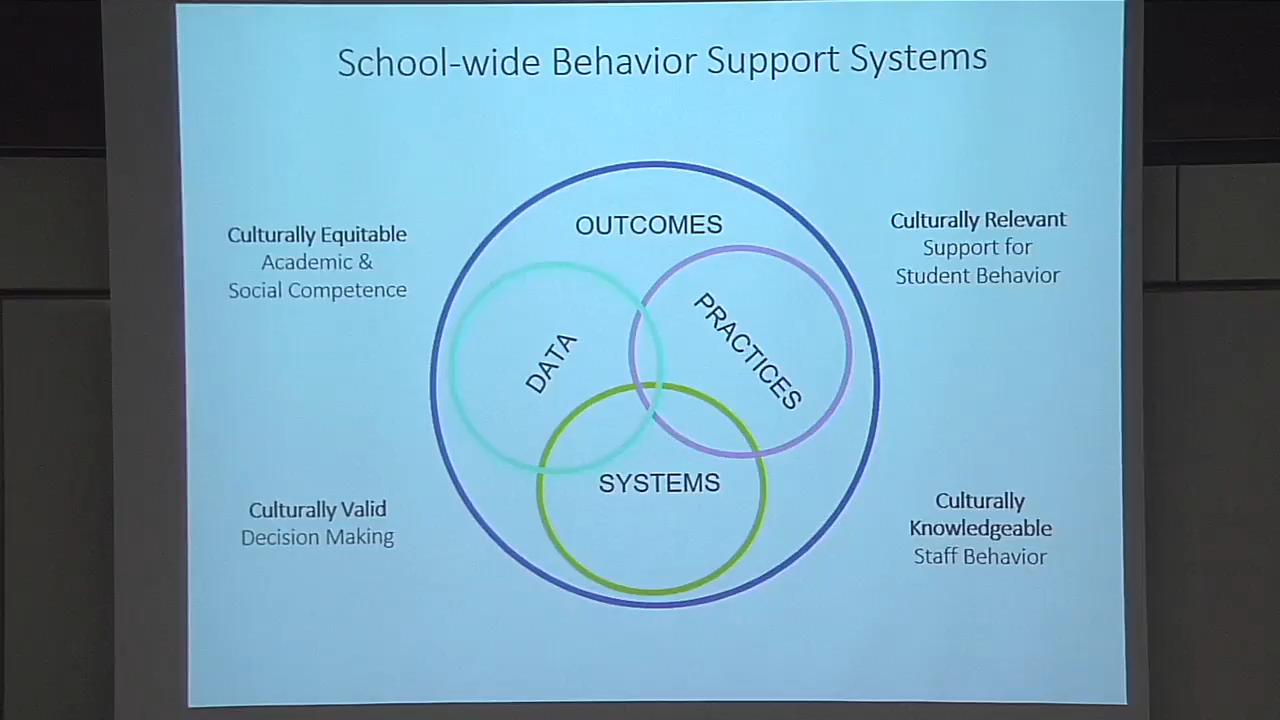 School-wide Behavior Support Systems
OUTCOMES
Culturally Equitable
Academic &
Social Competence
Culturally Relevant
Support for
Student Behavior
DATA
PRACTICES
SYSTEMS
Culturally Valid
Decision Making
Culturally
Knowledgeable
Staff Behavior